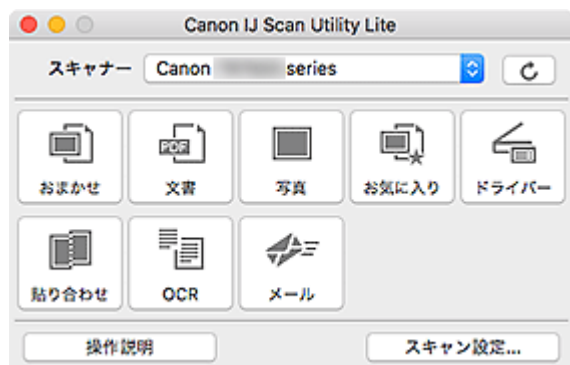 Canon IJ Scan Utility Lite
スキャナー Canon series
PDF
おまかせ 文書 写真 お気に入り ドライバー
貼り合わせ OCR メール
操作説明 スキャン設定...